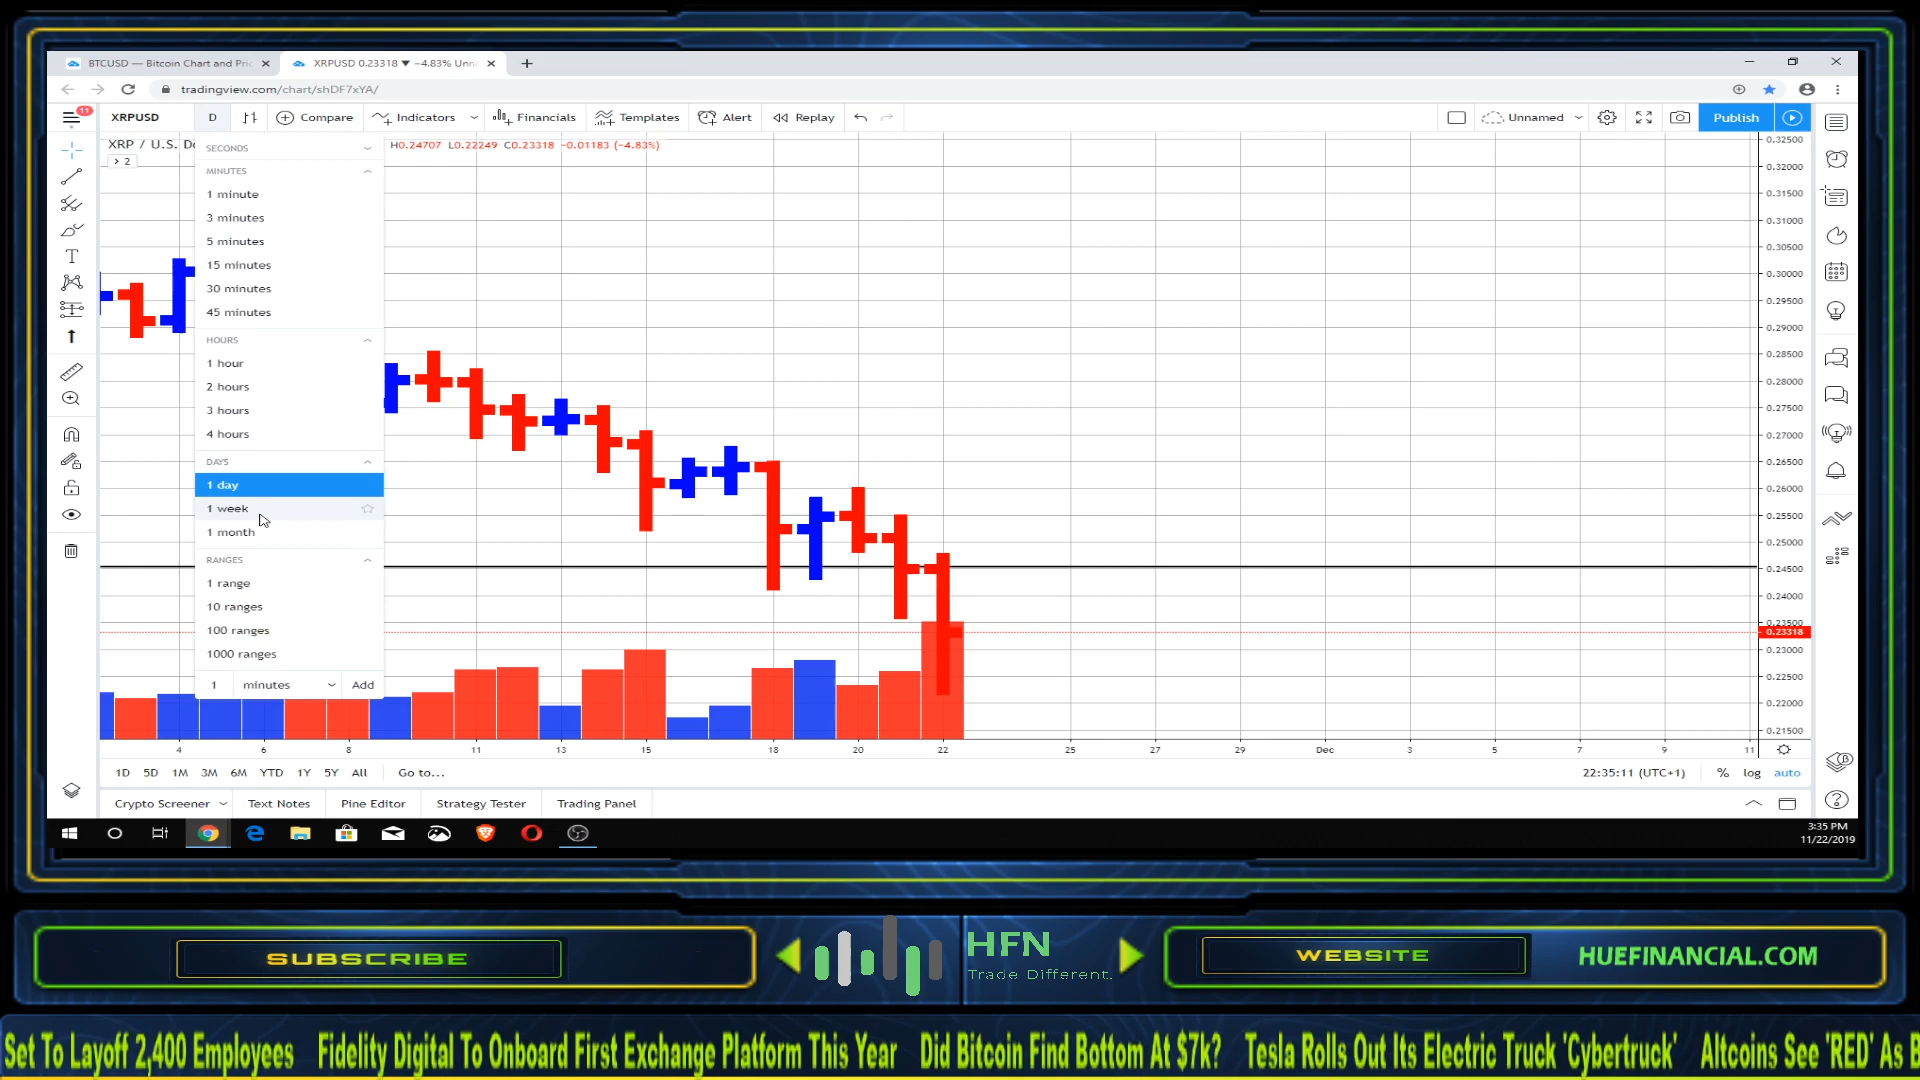 BTCUSD — Bitcoin Chart and Pric
XRPUSD 0.23318 ▼ −4.83% Unna
tradingview.com/chart/shDF7xYA/
11
XRPUSD
D
Compare
Indicators
Financials
Templates
Alert
Replay
Unnamed
Publish
XRP / U.S. Do
H0.24707 L0.22249 C0.23318 −0.01183 (−4.83%)
> 2
SECONDS
MINUTES
1 minute
3 minutes
5 minutes
15 minutes
30 minutes
45 minutes
HOURS
1 hour
2 hours
3 hours
4 hours
DAYS
1 day
1 week
1 month
RANGES
1 range
10 ranges
100 ranges
1000 ranges
1 minutes Add
0.32500
0.32000
0.31500
0.31000
0.30500
0.30000
0.29500
0.29000
0.28500
0.28000
0.27500
0.27000
0.26500
0.26000
0.25500
0.25000
0.24500
0.24000
0.23500
0.23318
0.23000
0.22500
0.22000
0.21500
4 6 8 11 13 15 18 20 22 25 27 29 Dec 3 5 7 9 11
1D 5D 1M 3M 6M YTD 1Y 5Y All Go to...
22:35:11 (UTC+1) % log auto
Crypto Screener Text Notes Pine Editor Strategy Tester Trading Panel
3:35 PM
11/22/2019
SUBSCRIBE
HFN
Trade Different.
WEBSITE
HUEFINANCIAL.COM
Set To Layoff 2,400 Employees Fidelity Digital To Onboard First Exchange Platform This Year Did Bitcoin Find Bottom At $7k? Tesla Rolls Out Its Electric Truck 'Cybertruck' Altcoins See 'RED' As B